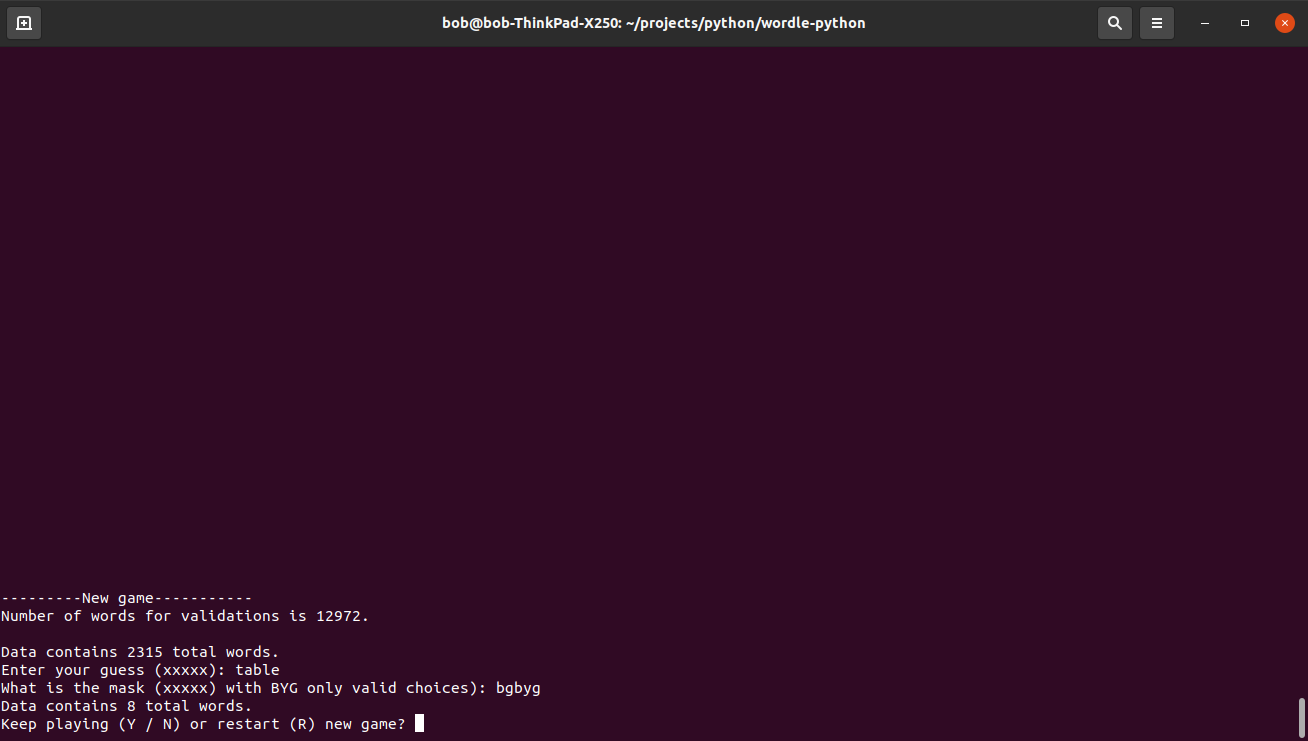 bob@bob-ThinkPad-X250: ~/projects/python/wordle-python
---------New game-----------
Number of words for validations is 12972.
Data contains 2315 total words.
Enter your guess (xxxxx): table
What is the mask (xxxxx) with BYG only valid choices): bgbyg
Data contains 8 total words.
Keep playing (Y / N) or restart (R) new game?